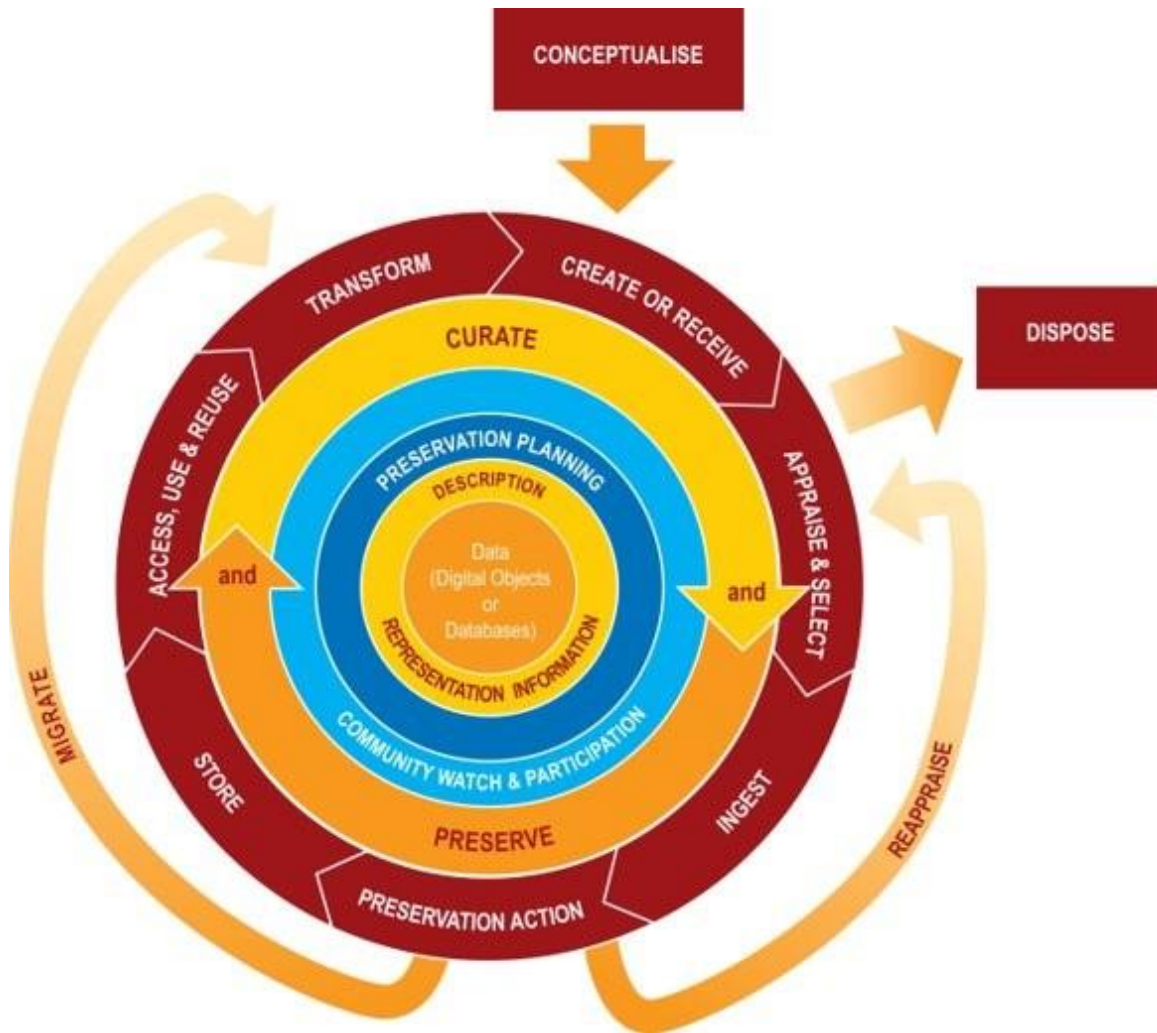 CONCEPTUALISE
DISPOSE
TRANSFORM
CREATE OR RECEIVE
APPRAISE & SELECT
INGEST
PRESERVATION ACTION
STORE
ACCESS, USE & REUSE
MIGRATE
REAPPRAISE
CURATE
and
PRESERVE
and
COMMUNITY WATCH & PARTICIPATION
PRESERVATION PLANNING
DESCRIPTION
REPRESENTATION INFORMATION
Data
(Digital Objects
or
Databases)